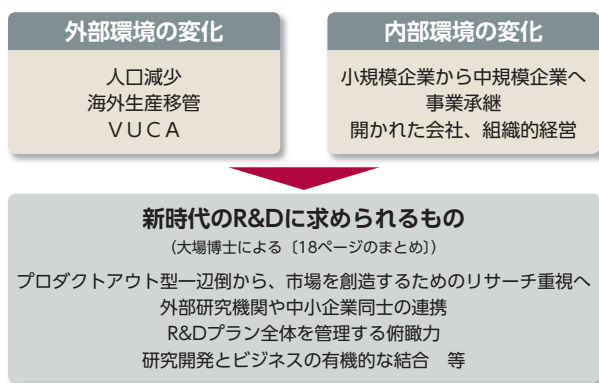 外部環境の変化
人口減少
海外生産移管
ＶＵＣＡ
内部環境の変化
小規模企業から中規模企業へ
事業承継
開かれた会社、組織的経営
新時代のR&Dに求められるもの
（大場博士による〔18ページのまとめ〕）
プロダクトアウト型一辺倒から、市場を創造するためのリサーチ重視へ
外部研究機関や中小企業同士の連携
R&Dプラン全体を管理する俯瞰力
研究開発とビジネスの有機的な結合　等